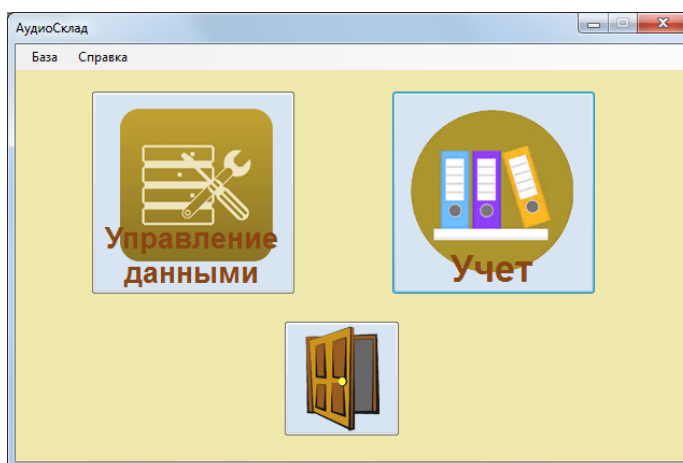 АудиоСклад
База Справка
Управление
данными
Учет